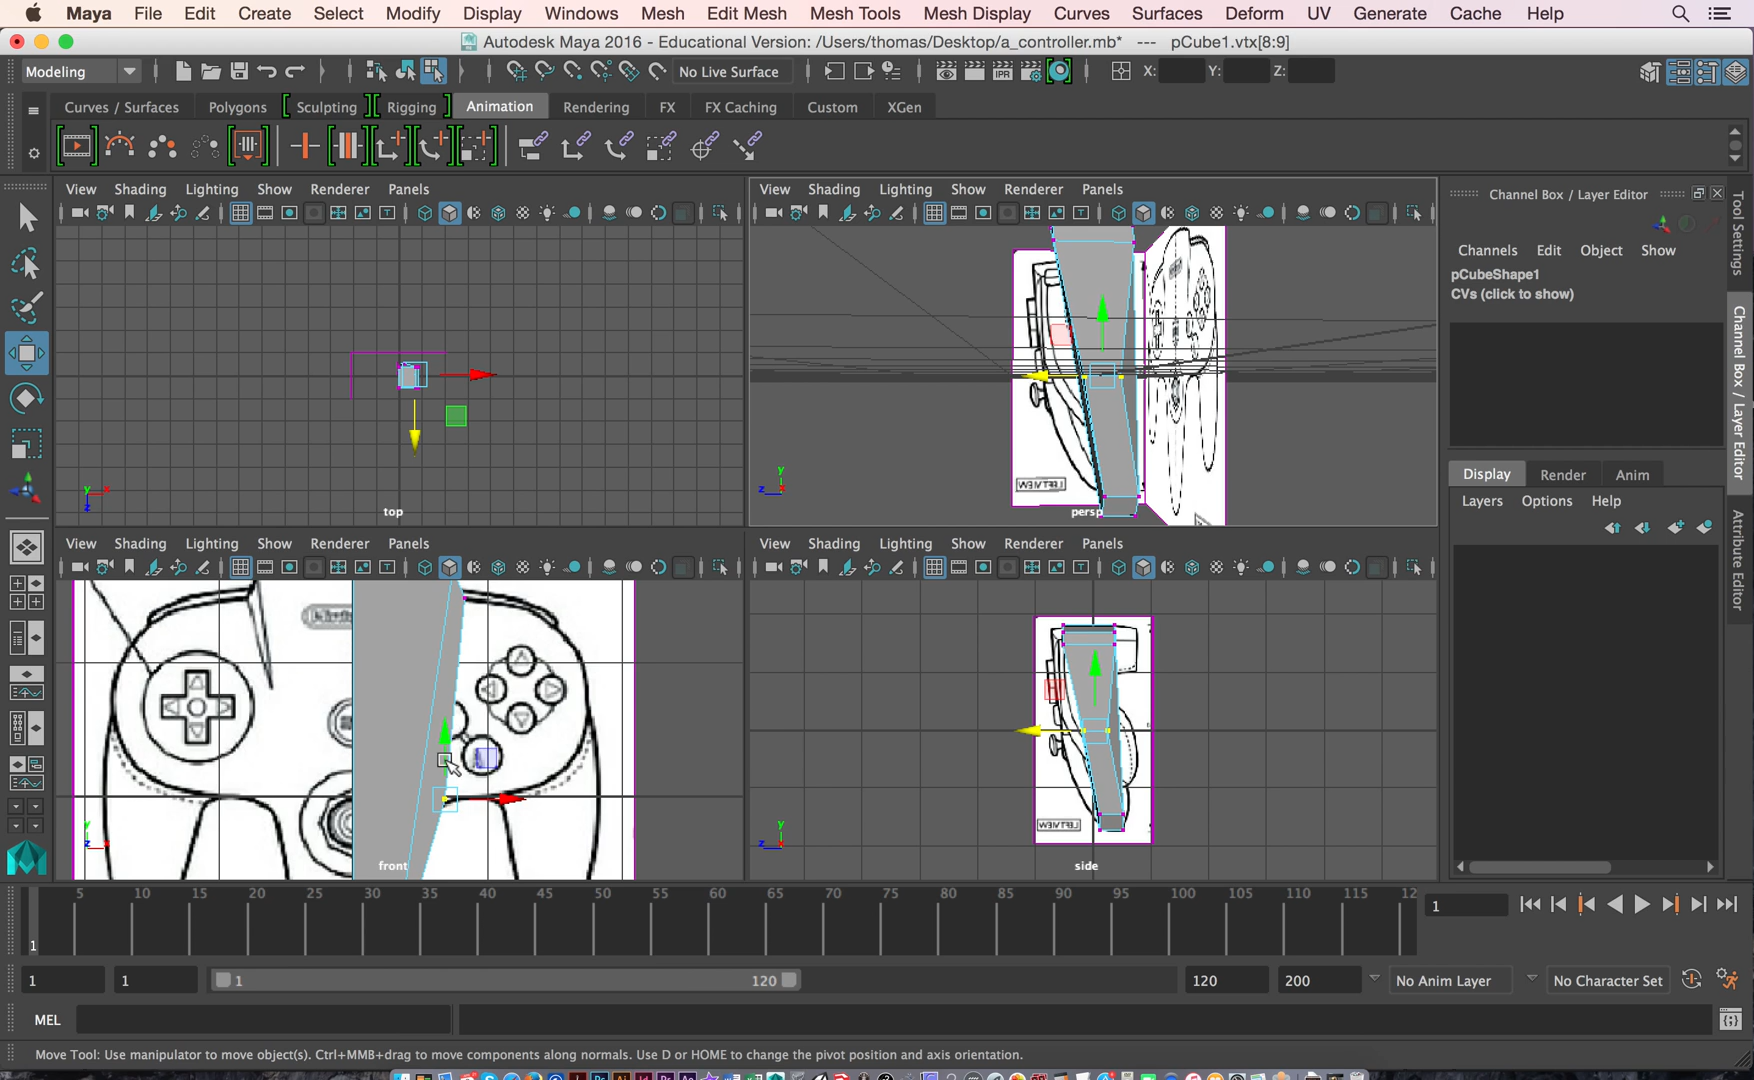 Maya File Edit Create Select Modify Display Windows Mesh Edit Mesh Mesh Tools Mesh Display Curves Surfaces Deform UV Generate Cache Help
Autodesk Maya 2016 - Educational Version: /Users/thomas/Desktop/a_controller.mb* --- pCube1.vtx[8:9]
Modeling No Live Surface X: Y: Z:
Curves / Surfaces Polygons Sculpting Rigging Animation Rendering FX FX Caching Custom XGen
IPR
View Shading Lighting Show Renderer Panels
View Shading Lighting Show Renderer Panels
Channel Box / Layer Editor
Channels Edit Object Show
pCubeShape1
CVs (click to show)
Tool Settings
Channel Box / Layer Editor
Attribute Editor
top
persp
LEFT VIEW
Display Render Anim
Layers Options Help
View Shading Lighting Show Renderer Panels
View Shading Lighting Show Renderer Panels
front
side
LEFT VIEW
5 10 15 20 25 30 35 40 45 50 55 60 65 70 75 80 85 90 95 100 105 110 115 12
1
1
1 1 1 120 120 200 No Anim Layer No Character Set
MEL
Move Tool: Use manipulator to move object(s). Ctrl+MMB+drag to move components along normals. Use D or HOME to change the pivot position and axis orientation.